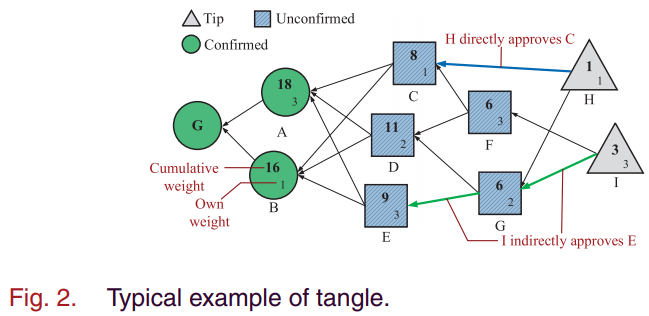 Tip
Unconfirmed
Confirmed
H directly approves C
8
1
C
1
1
H
18
3
A
6
3
F
G
11
2
D
3
3
I
Cumulative
weight
16
1
B
Own
weight
9
3
E
6
2
G
I indirectly approves E
Fig. 2. Typical example of tangle.